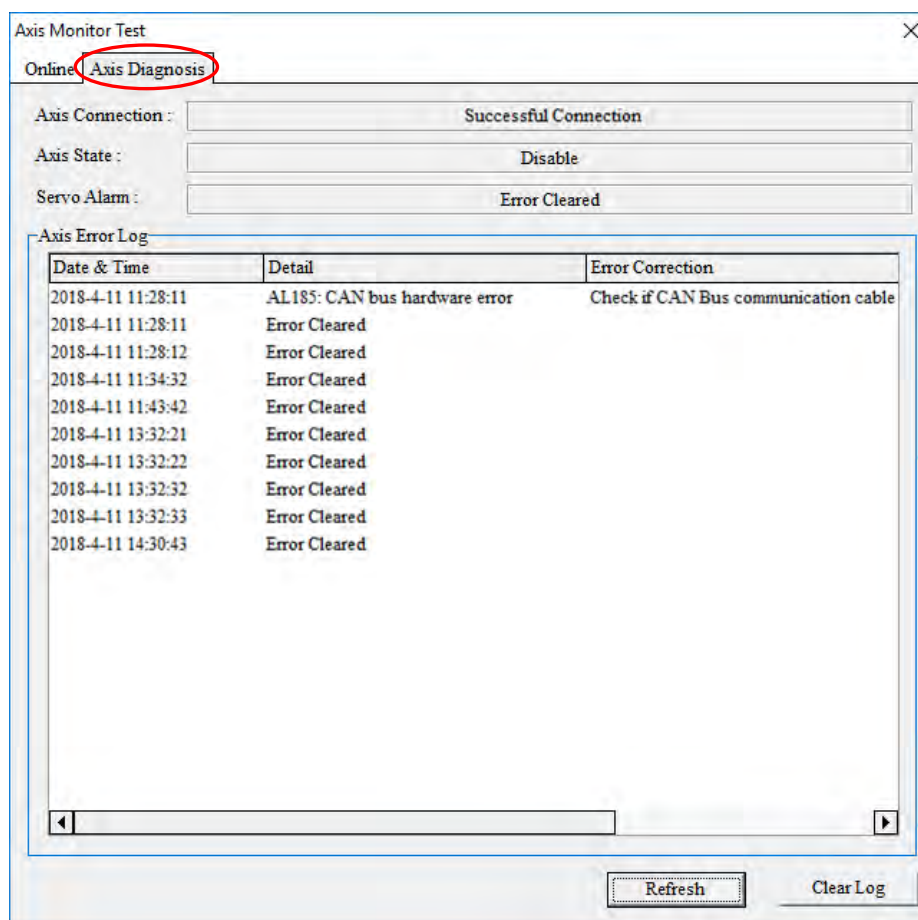 Axis Monitor Test
Online Axis Diagnosis
Axis Connection : Successful Connection
Axis State : Disable
Servo Alarm : Error Cleared
Axis Error Log
Date & Time Detail Error Correction
2018-4-11 11:28:11 AL185: CAN bus hardware error Check if CAN Bus communication cable
2018-4-11 11:28:11 Error Cleared
2018-4-11 11:28:12 Error Cleared
2018-4-11 11:34:32 Error Cleared
2018-4-11 11:43:42 Error Cleared
2018-4-11 13:32:21 Error Cleared
2018-4-11 13:32:22 Error Cleared
2018-4-11 13:32:32 Error Cleared
2018-4-11 13:32:33 Error Cleared
2018-4-11 14:30:43 Error Cleared
Refresh Clear Log